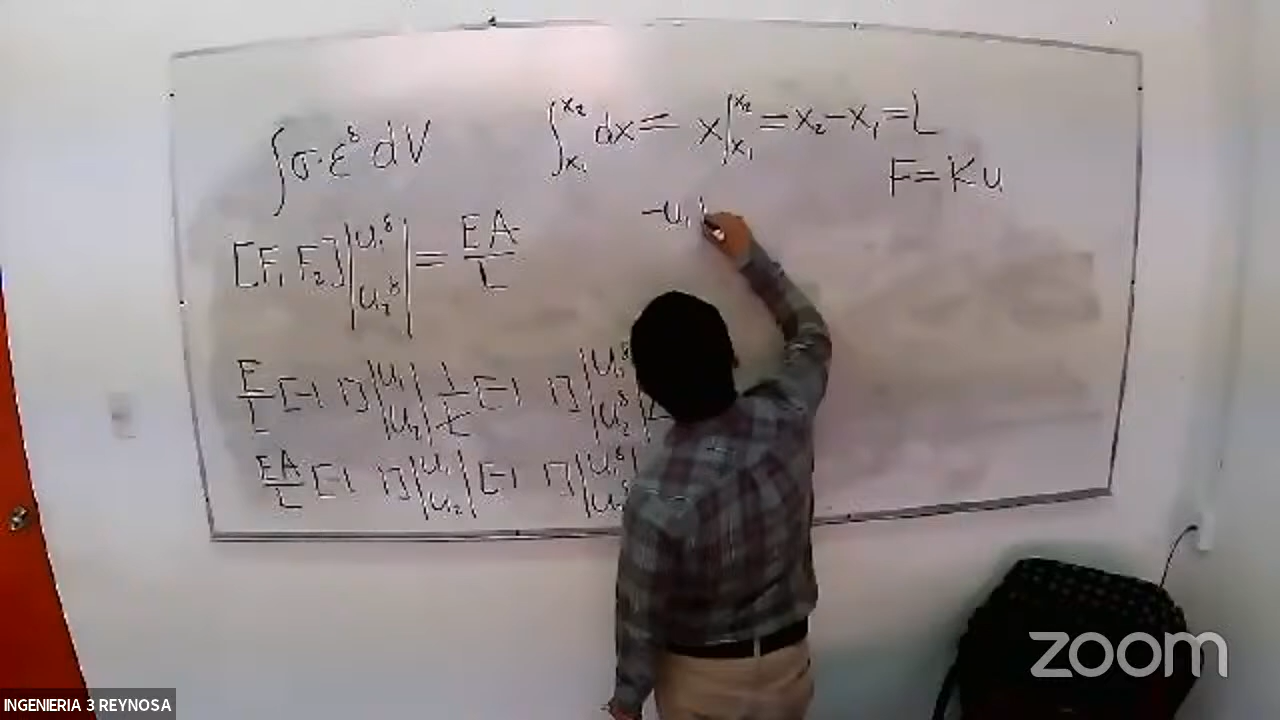 ∫σ·ε^δ dV
∫_{x₁}^{x₂} dx = x|_{x₁}^{x₂} = x₂-x₁ = L
F=Ku
-u₁
[F₁ F₂] |u₁^δ u₂^δ| = EA/L
E/L [-1 1] |u₁ u₂| 1/L [-1 1] |u₁^δ u₂^δ|
EA/L [-1 1] |u₁ u₂| [-1 1] |u₁^δ
INGENIERIA 3 REYNOSA
zoom